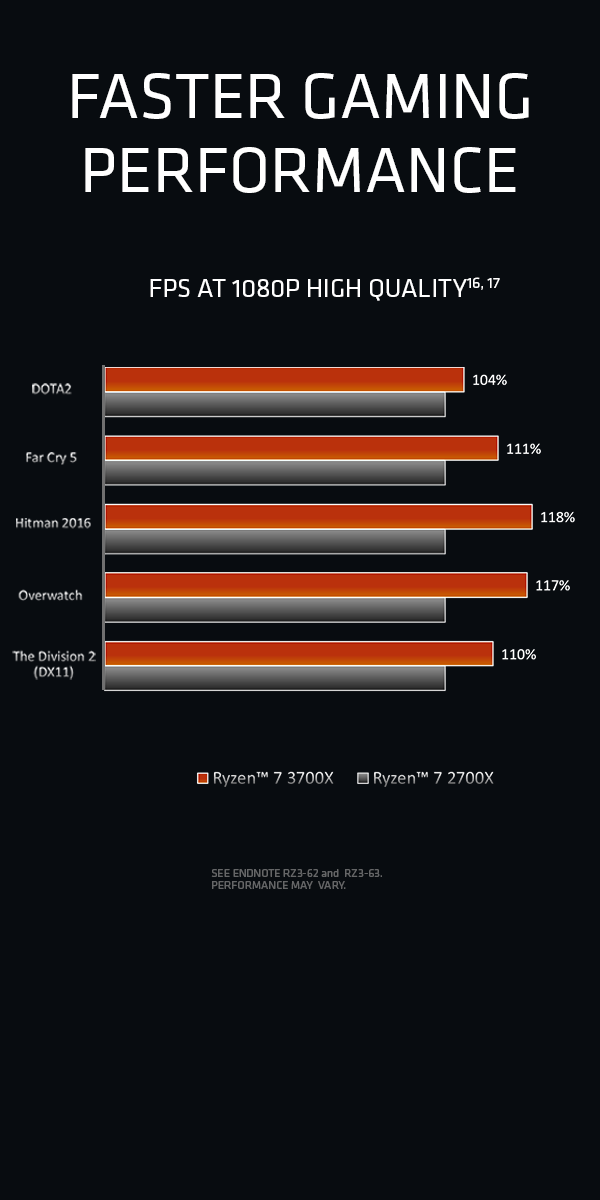 FASTER GAMING
PERFORMANCE
FPS AT 1080P HIGH QUALITY16, 17
DOTA2
104%
Far Cry 5
111%
Hitman 2016
118%
Overwatch
117%
The Division 2
(DX11)
110%
Ryzen™ 7 3700X
Ryzen™ 7 2700X
SEE ENDNOTE RZ3-62 and RZ3-63.
PERFORMANCE MAY VARY.